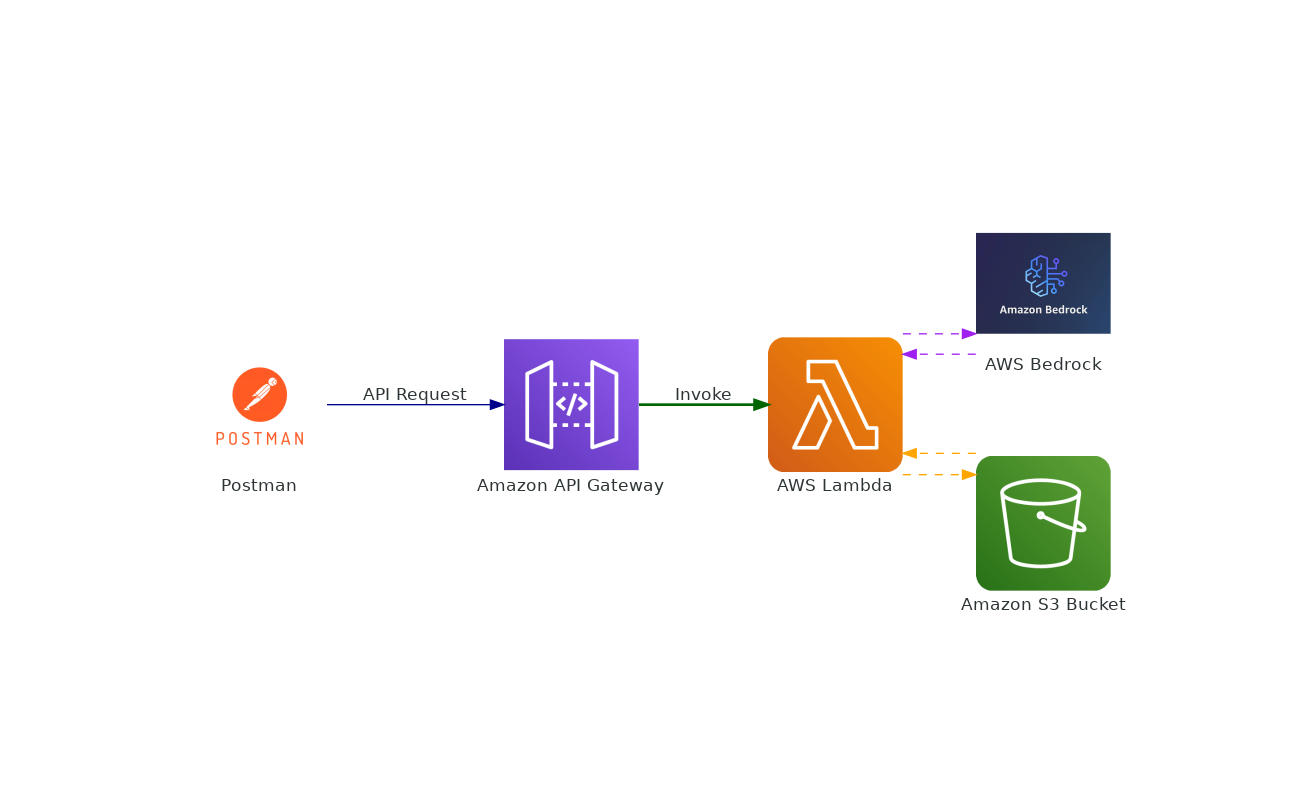 Amazon Bedrock
AWS Bedrock
API Request
Invoke
</>
POSTMAN
Postman
Amazon API Gateway
AWS Lambda
Amazon S3 Bucket